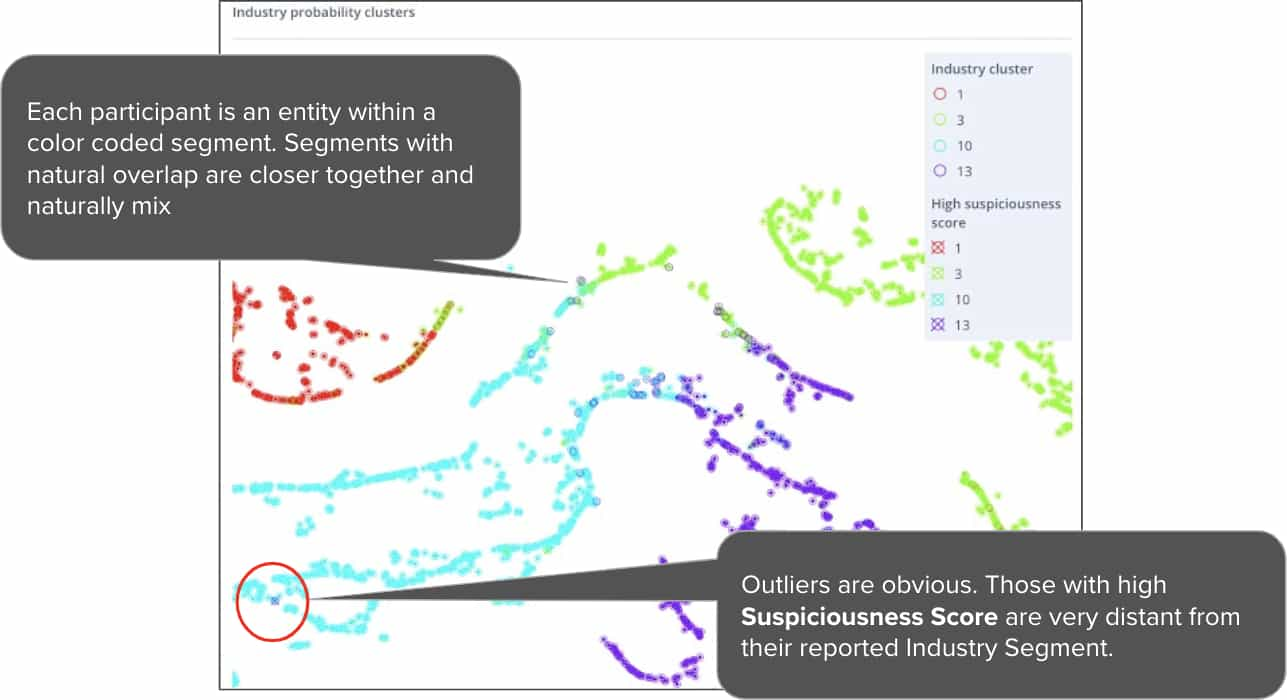 Industry probability clusters
Each participant is an entity within a
color coded segment. Segments with
natural overlap are closer together and
naturally mix
Industry cluster
1
3
10
13
High suspiciousness
score
1
3
10
13
Outliers are obvious. Those with high
Suspiciousness Score are very distant from
their reported Industry Segment.